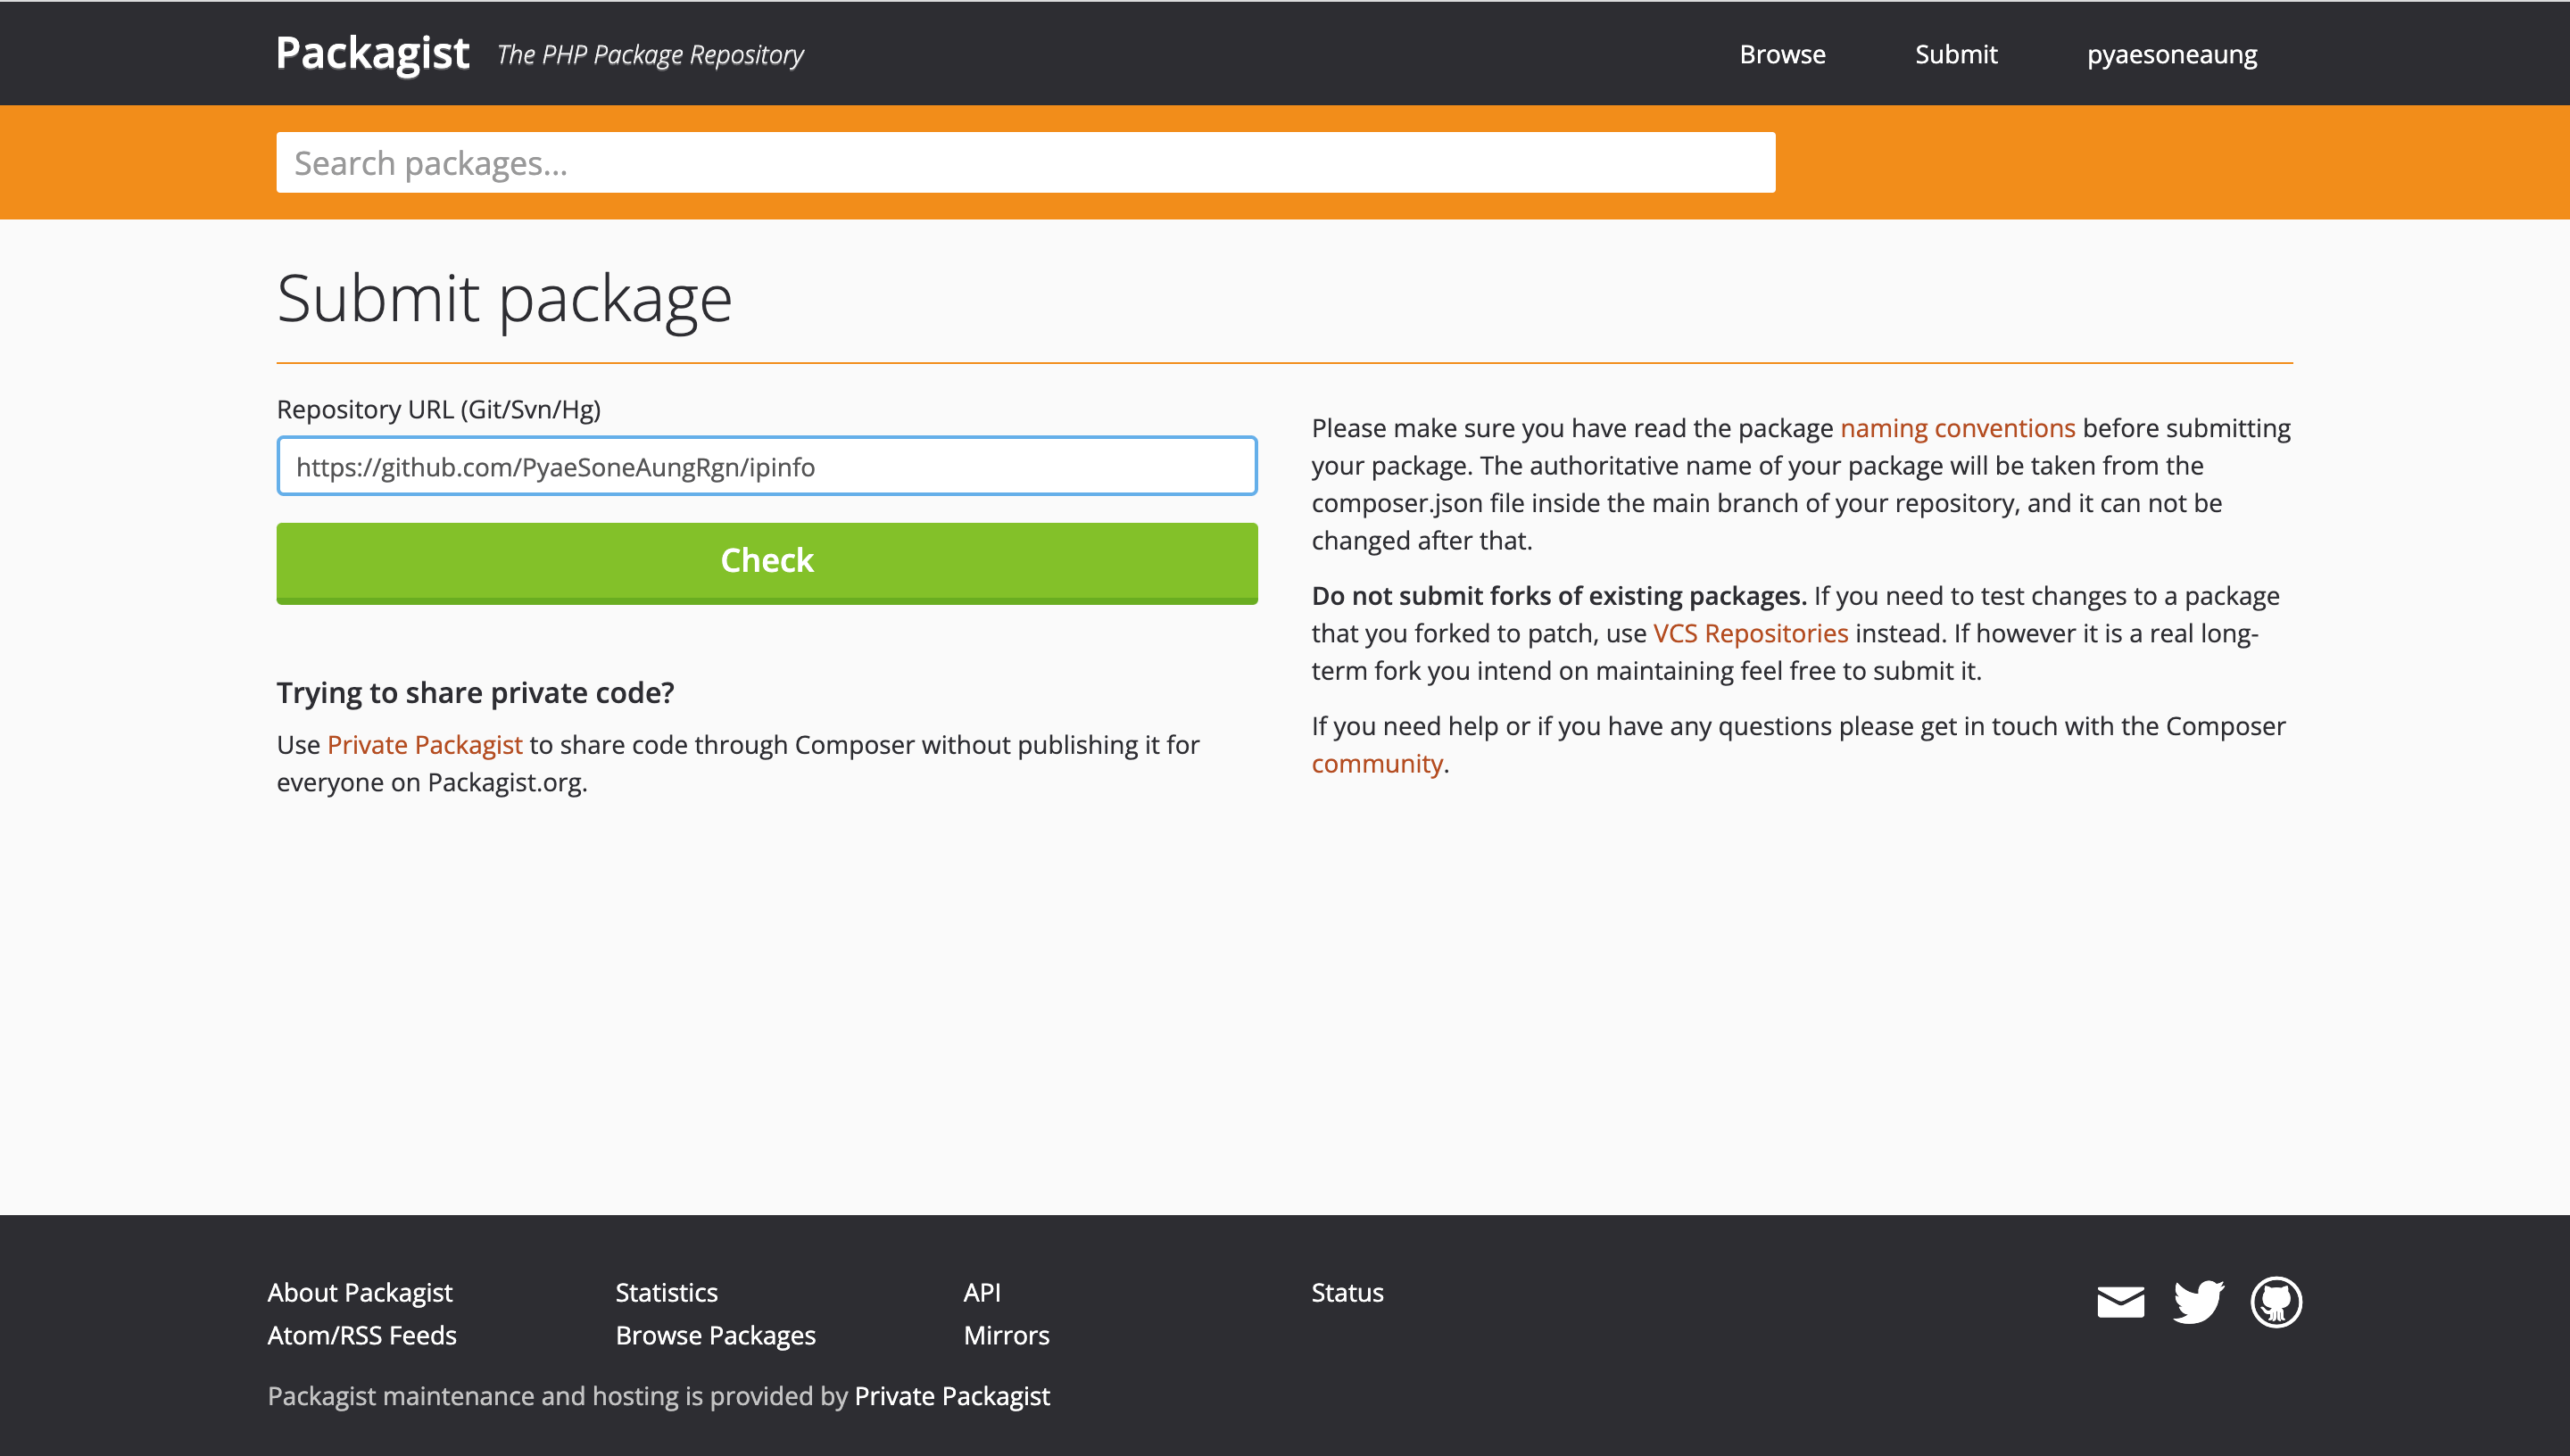 Packagist The PHP Package Repository
Browse Submit pyaesoneaung
Search packages...
Submit package
Repository URL (Git/Svn/Hg)
https://github.com/PyaeSoneAungRgn/ipinfo
Check
Trying to share private code?
Use Private Packagist to share code through Composer without publishing it for
everyone on Packagist.org.
Please make sure you have read the package naming conventions before submitting
your package. The authoritative name of your package will be taken from the
composer.json file inside the main branch of your repository, and it can not be
changed after that.
Do not submit forks of existing packages. If you need to test changes to a package
that you forked to patch, use VCS Repositories instead. If however it is a real long-
term fork you intend on maintaining feel free to submit it.
If you need help or if you have any questions please get in touch with the Composer
community.
About Packagist
Atom/RSS Feeds
Statistics
Browse Packages
API
Mirrors
Status
Packagist maintenance and hosting is provided by Private Packagist